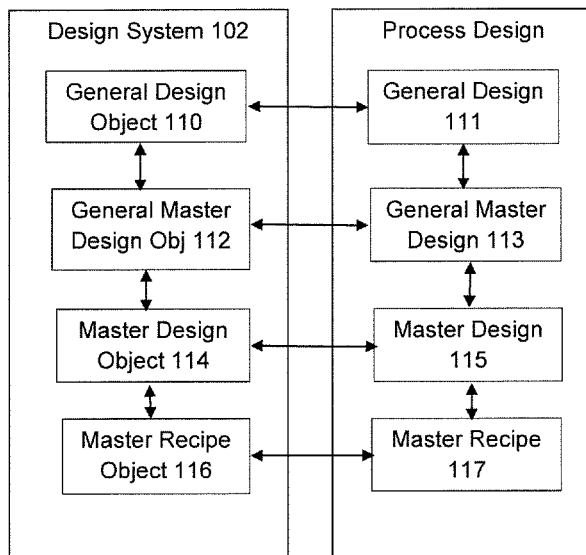 Design System 102
General Design
Object 110
General Master
Design Obj 112
Master Design
Object 114
Master Recipe
Object 116
Process Design
General Design
111
General Master
Design 113
Master Design
115
Master Recipe
117